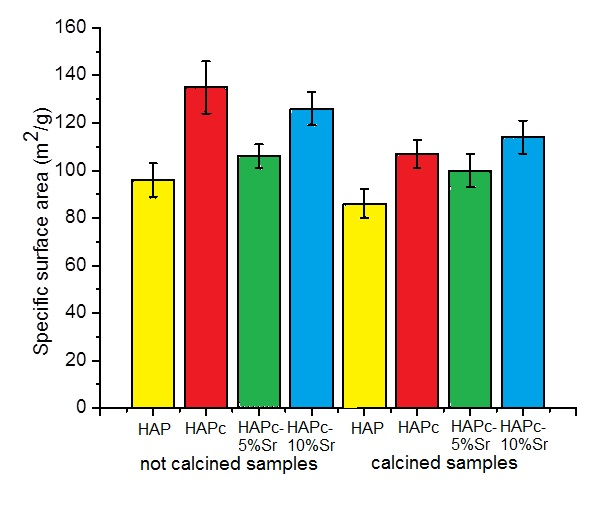 160
140
120
100
80
60
40
20
0
Specific surface area (m²/g)
HAP HAPc HAPc- HAPc- HAP HAPc HAPc- HAPc-
5%Sr 10%Sr 5%Sr 10%Sr
not calcined samples calcined samples